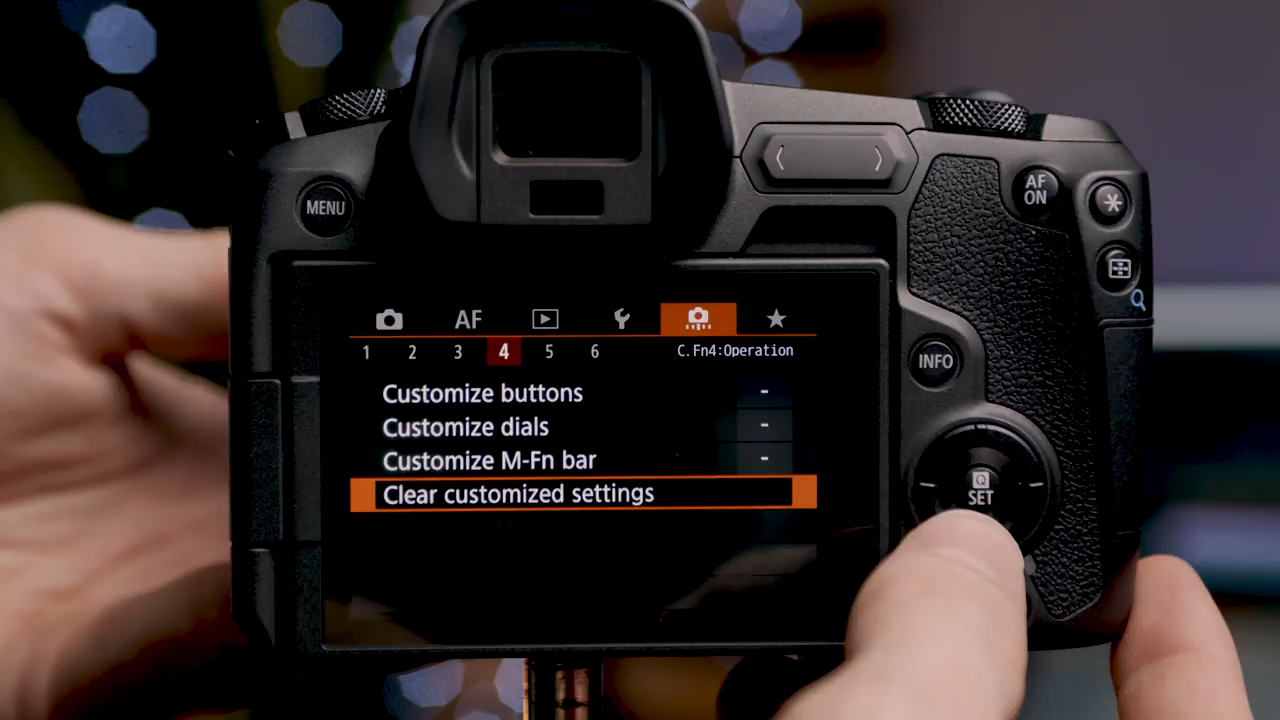 MENU
AF
ON
AF
1 2 3 4 5 6 C.Fn4:Operation
INFO
Customize buttons -
Customize dials -
Customize M-Fn bar -
Clear customized settings
Q
SET